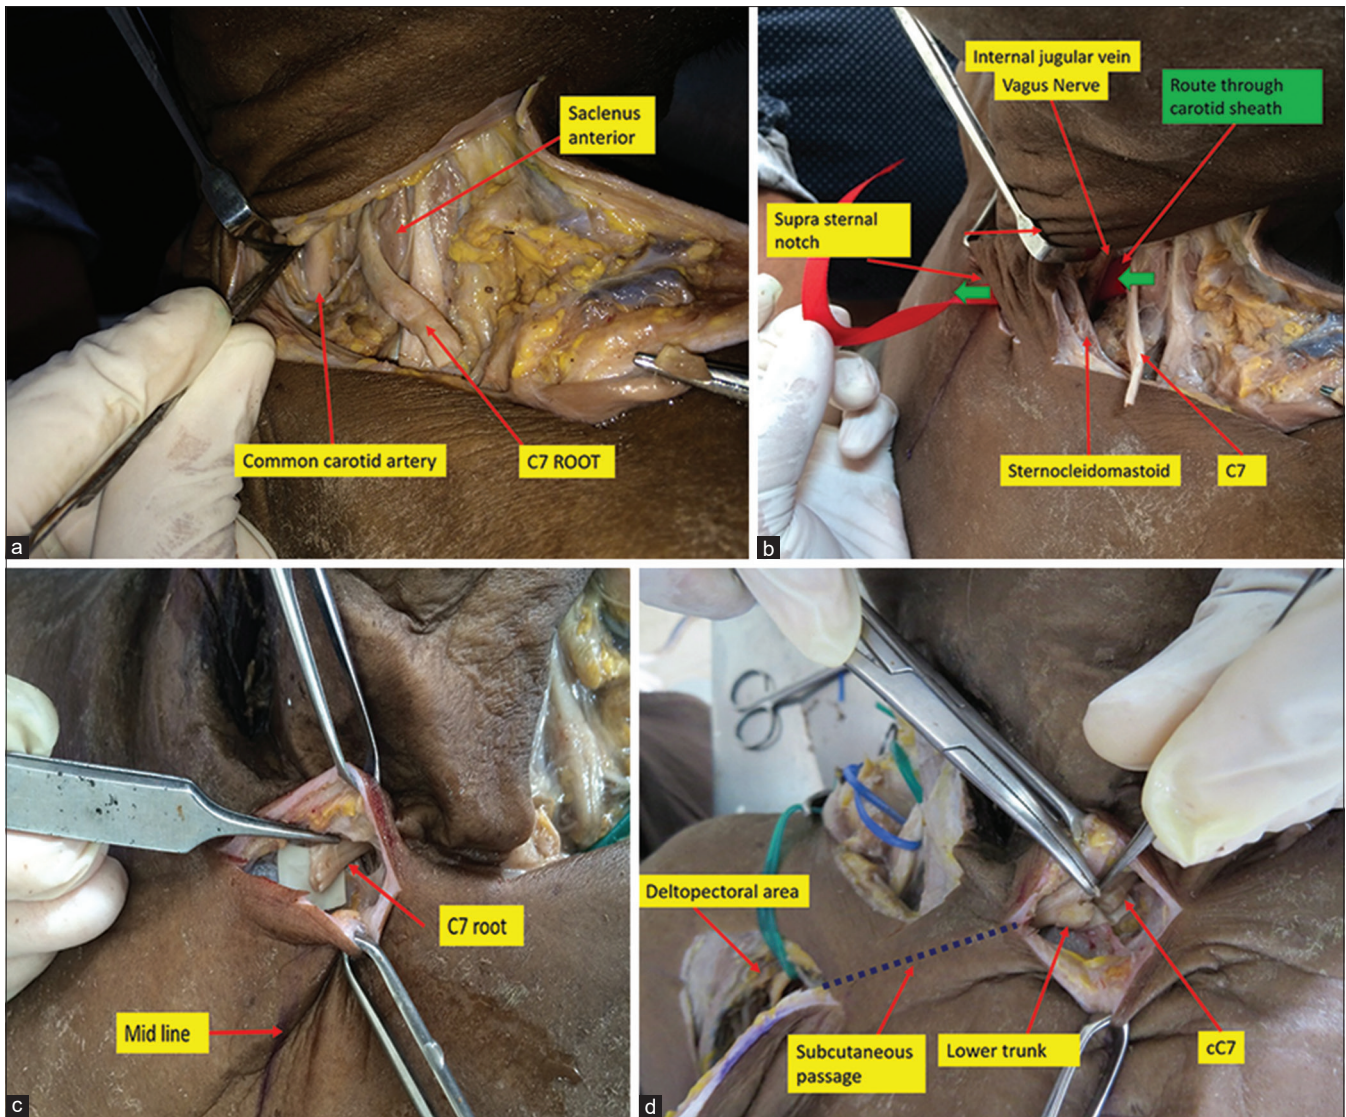 Saclenus
anterior
Common carotid artery
C7 ROOT
a
Internal jugular vein
Vagus Nerve
Route through
carotid sheath
Supra sternal
notch
Sternocleidomastoid
C7
b
C7 root
Mid line
c
Deltopectoral area
Subcutaneous
passage
Lower trunk
cC7
d